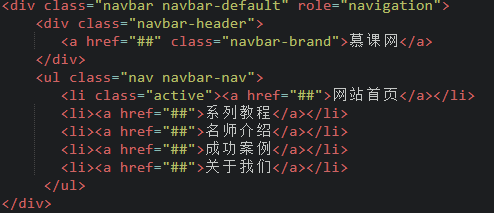 <div class="navbar navbar-default" role="navigation">
<div class="navbar-header">
<a href="##" class="navbar-brand">慕课网</a>
</div>
<ul class="nav navbar-nav">
<li class="active"><a href="##">网站首页</a></li>
<li><a href="##">系列教程</a></li>
<li><a href="##">名师介绍</a></li>
<li><a href="##">成功案例</a></li>
<li><a href="##">关于我们</a></li>
</ul>
</div>